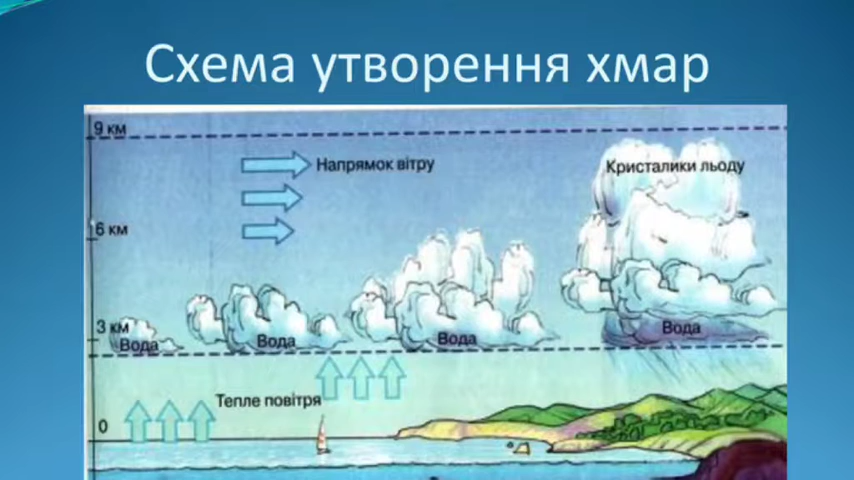 Схема утворення хмар
9 км
Напрямок вітру
Кристалики льоду
6 км
3 км
Вода
Вода
Вода
Вода
Тепле повітря
0